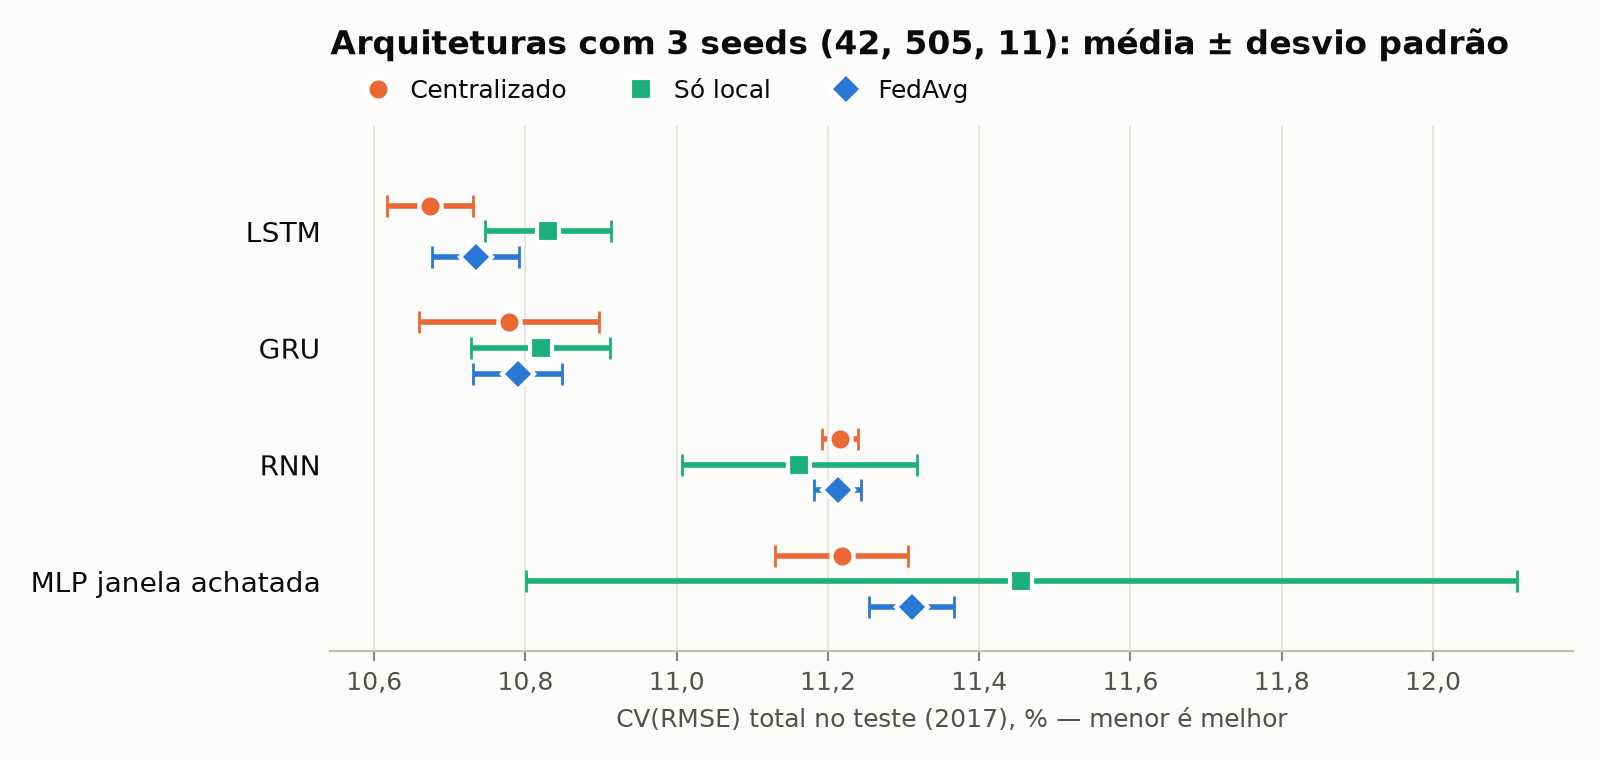 Arquiteturas com 3 seeds (42, 505, 11): média ± desvio padrão
Centralizado Só local FedAvg
LSTM
GRU
RNN
MLP janela achatada
10,6 10,8 11,0 11,2 11,4 11,6 11,8 12,0
CV(RMSE) total no teste (2017), % — menor é melhor